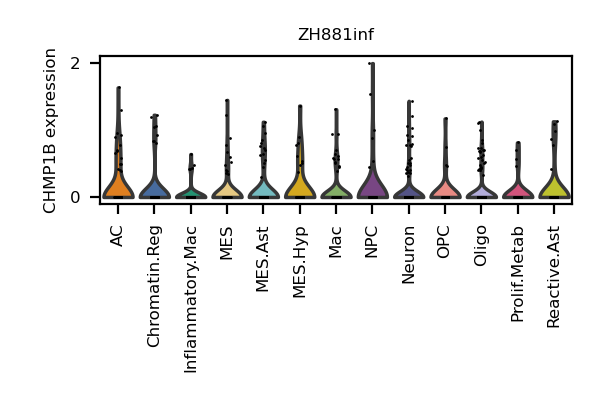 ZH881inf
CHMP1B expression
2
0
AC
Chromatin.Reg
Inflammatory.Mac
MES
MES.Ast
MES.Hyp
Mac
NPC
Neuron
OPC
Oligo
Prolif.Metab
Reactive.Ast